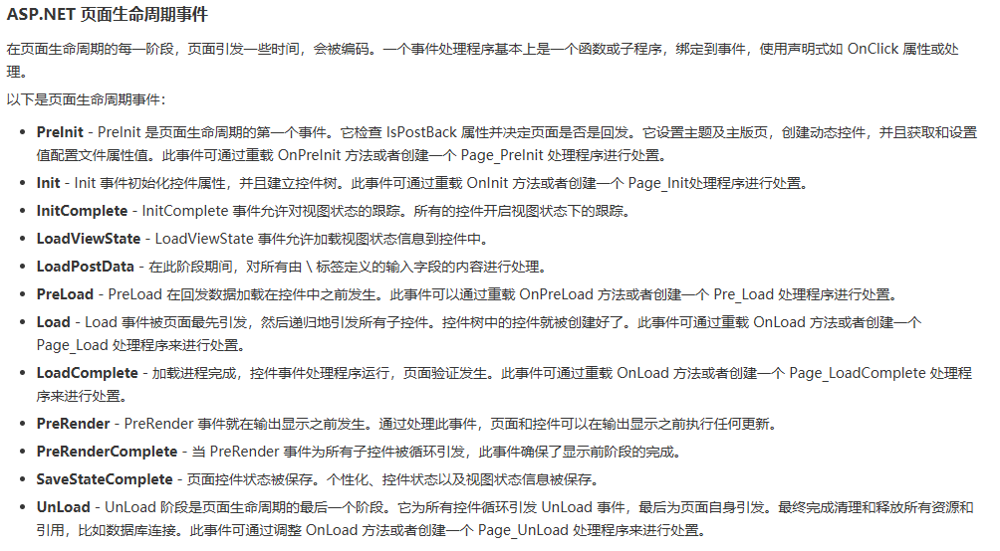 ASP.NET 页面生命周期事件
在页面生命周期的每一阶段，页面引发一些时间，会被编码。一个事件处理程序基本上是一个函数或子程序，绑定到事件，使用声明式如 OnClick 属性或处
理。
以下是页面生命周期事件：
• PreInit - PreInit 是页面生命周期的第一个事件。它检查 IsPostBack 属性并决定页面是否是回发。它设置主题及主版页，创建动态控件，并且获取和设置
值配置文件属性值。此事件可通过重载 OnPreInit 方法或者创建一个 Page_PreInit 处理程序进行处置。
• Init - Init 事件初始化控件属性，并且建立控件树。此事件可通过重载 OnInit 方法或者创建一个 Page_Init处理程序进行处置。
• InitComplete - InitComplete 事件允许对视图状态的跟踪。所有的控件开启视图状态下的跟踪。
• LoadViewState - LoadViewState 事件允许加载视图状态信息到控件中。
• LoadPostData - 在此阶段期间，对所有由 \ 标签定义的输入字段的内容进行处理。
• PreLoad - PreLoad 在回发数据加载在控件中之前发生。此事件可以通过重载 OnPreLoad 方法或者创建一个 Pre_Load 处理程序进行处置。
• Load - Load 事件被页面最先引发，然后递归地引发所有子控件。控件树中的控件就被创建好了。此事件可通过重载 OnLoad 方法或者创建一个
Page_Load 处理程序来进行处置。
• LoadComplete - 加载进程完成，控件事件处理程序运行，页面验证发生。此事件可通过重载 OnLoad 方法或者创建一个 Page_LoadComplete 处理程
序来进行处置。
• PreRender - PreRender 事件就在输出显示之前发生。通过处理此事件，页面和控件可以在输出显示之前执行任何更新。
• PreRenderComplete - 当 PreRender 事件为所有子控件被循环引发，此事件确保了显示前阶段的完成。
• SaveStateComplete - 页面控件状态被保存。个性化、控件状态以及视图状态信息被保存。
• UnLoad - UnLoad 阶段是页面生命周期的最后一个阶段。它为所有控件循环引发 UnLoad 事件，最后为页面自身引发。最终完成清理和释放所有资源和
引用，比如数据库连接。此事件可通过调整 OnLoad 方法或者创建一个 Page_UnLoad 处理程序来进行处置。